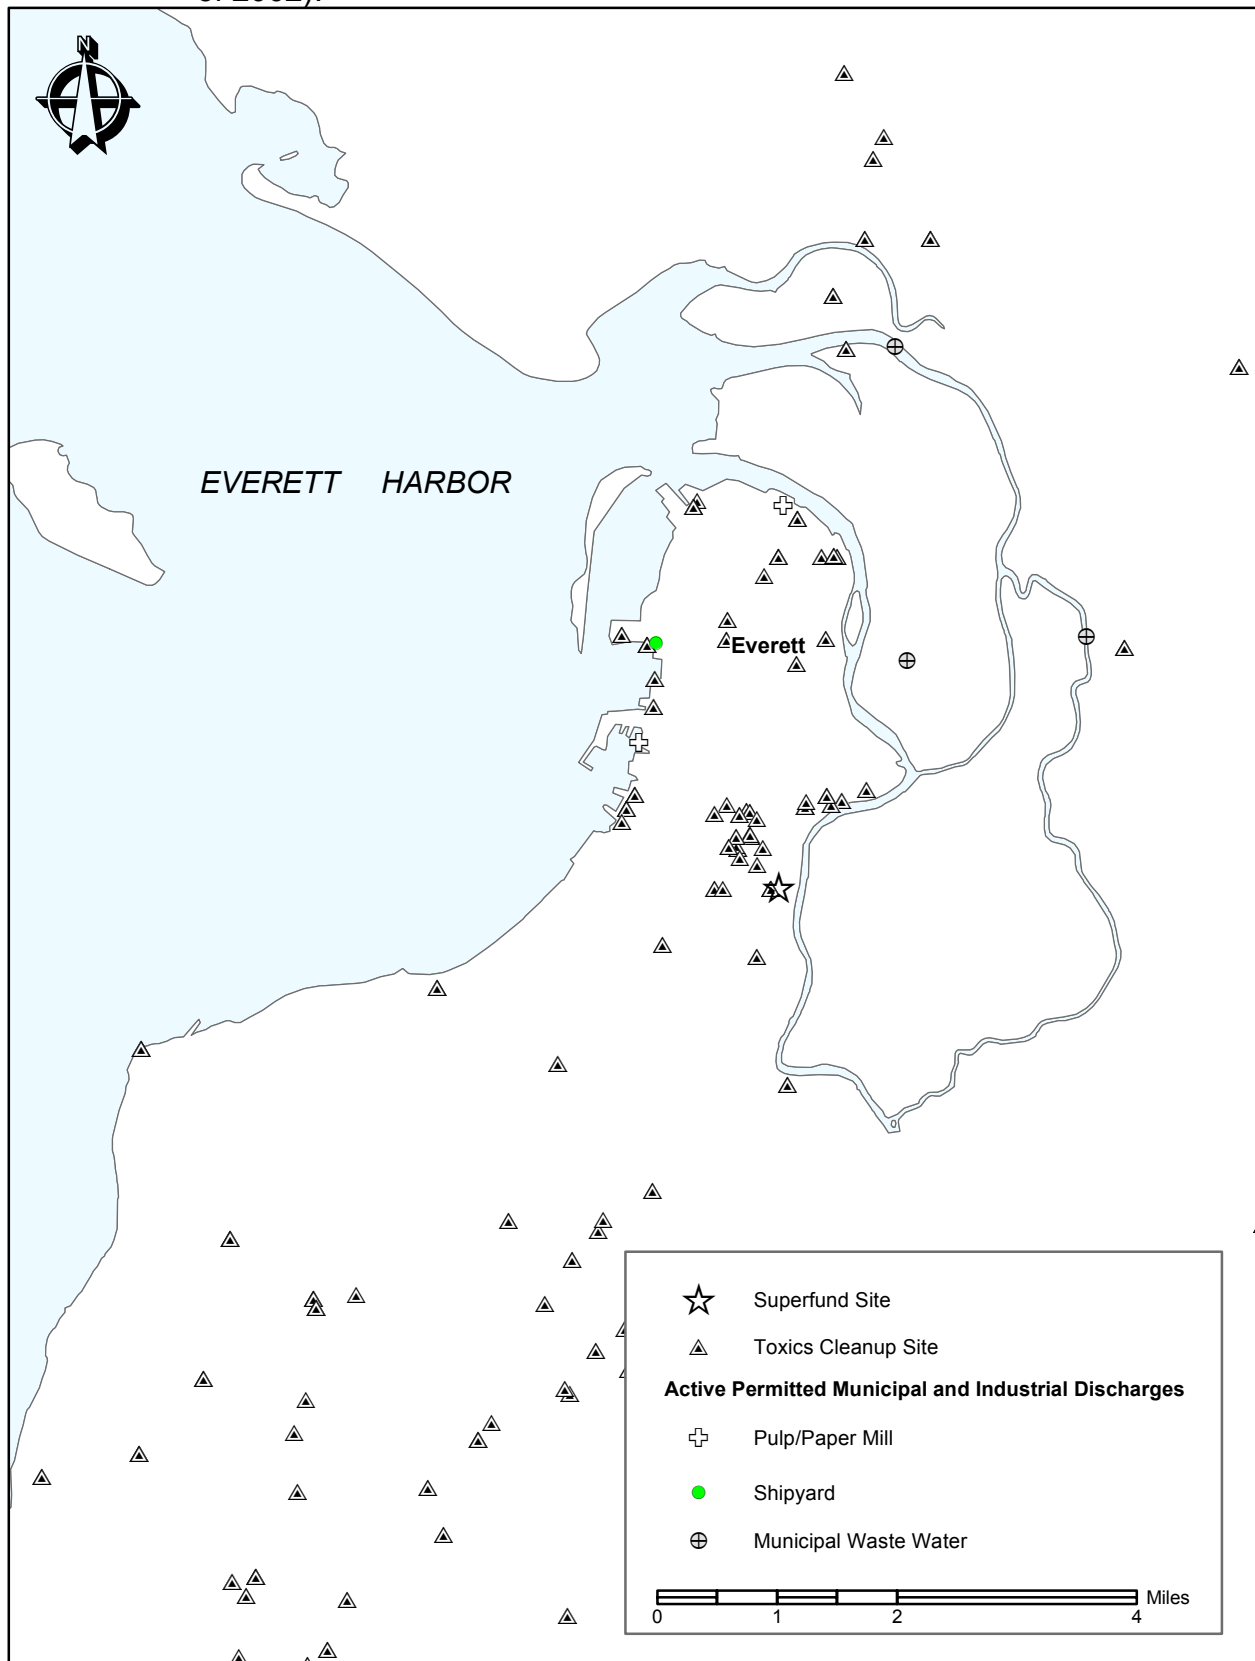 N
EVERETT HARBOR
Everett
Superfund Site
Toxics Cleanup Site
Active Permitted Municipal and Industrial Discharges
Pulp/Paper Mill
Shipyard
Municipal Waste Water
Miles
0 1 2 4